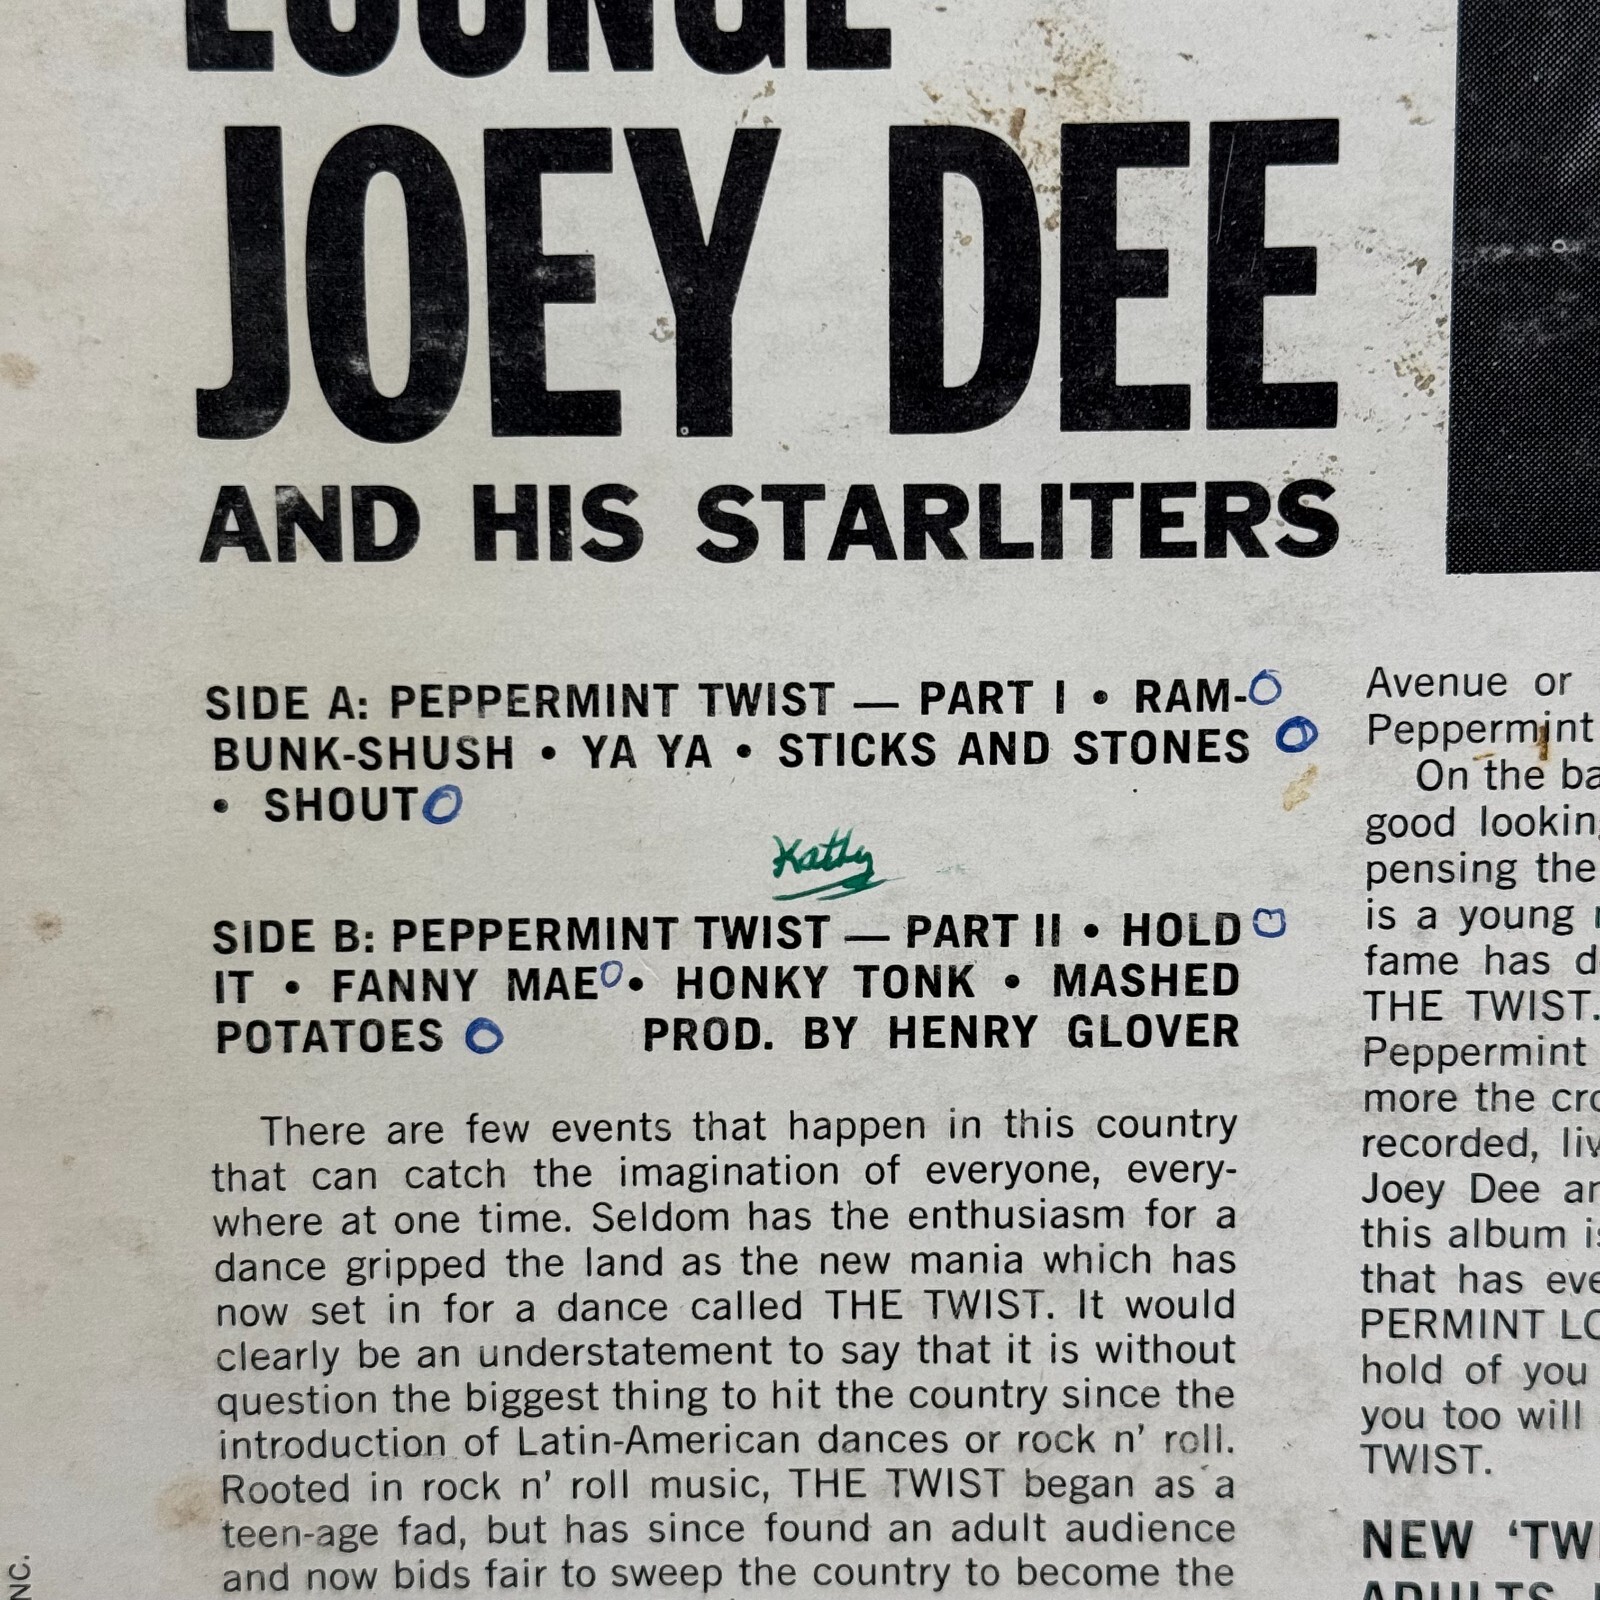 LOUNGE
JOEY DEE
AND HIS STARLITERS
SIDE A: PEPPERMINT TWIST — PART I • RAM-
BUNK-SHUSH • YA YA • STICKS AND STONES
• SHOUT
Kathy
SIDE B: PEPPERMINT TWIST — PART II • HOLD
IT • FANNY MAE • HONKY TONK • MASHED
POTATOES PROD. BY HENRY GLOVER
There are few events that happen in this country
that can catch the imagination of everyone, every-
where at one time. Seldom has the enthusiasm for a
dance gripped the land as the new mania which has
now set in for a dance called THE TWIST. It would
clearly be an understatement to say that it is without
question the biggest thing to hit the country since the
introduction of Latin-American dances or rock n' roll.
Rooted in rock n' roll music, THE TWIST began as a
teen-age fad, but has since found an adult audience
and now bids fair to sweep the country to become the
Avenue or
Peppermint
On the ba
good lookin
pensing the
is a young
fame has d
THE TWIST.
Peppermint
more the cro
recorded, liv
Joey Dee an
this album is
that has eve
PERMINT LO
hold of you
you too will
TWIST.
NEW 'TWI
ADULTS
NC.